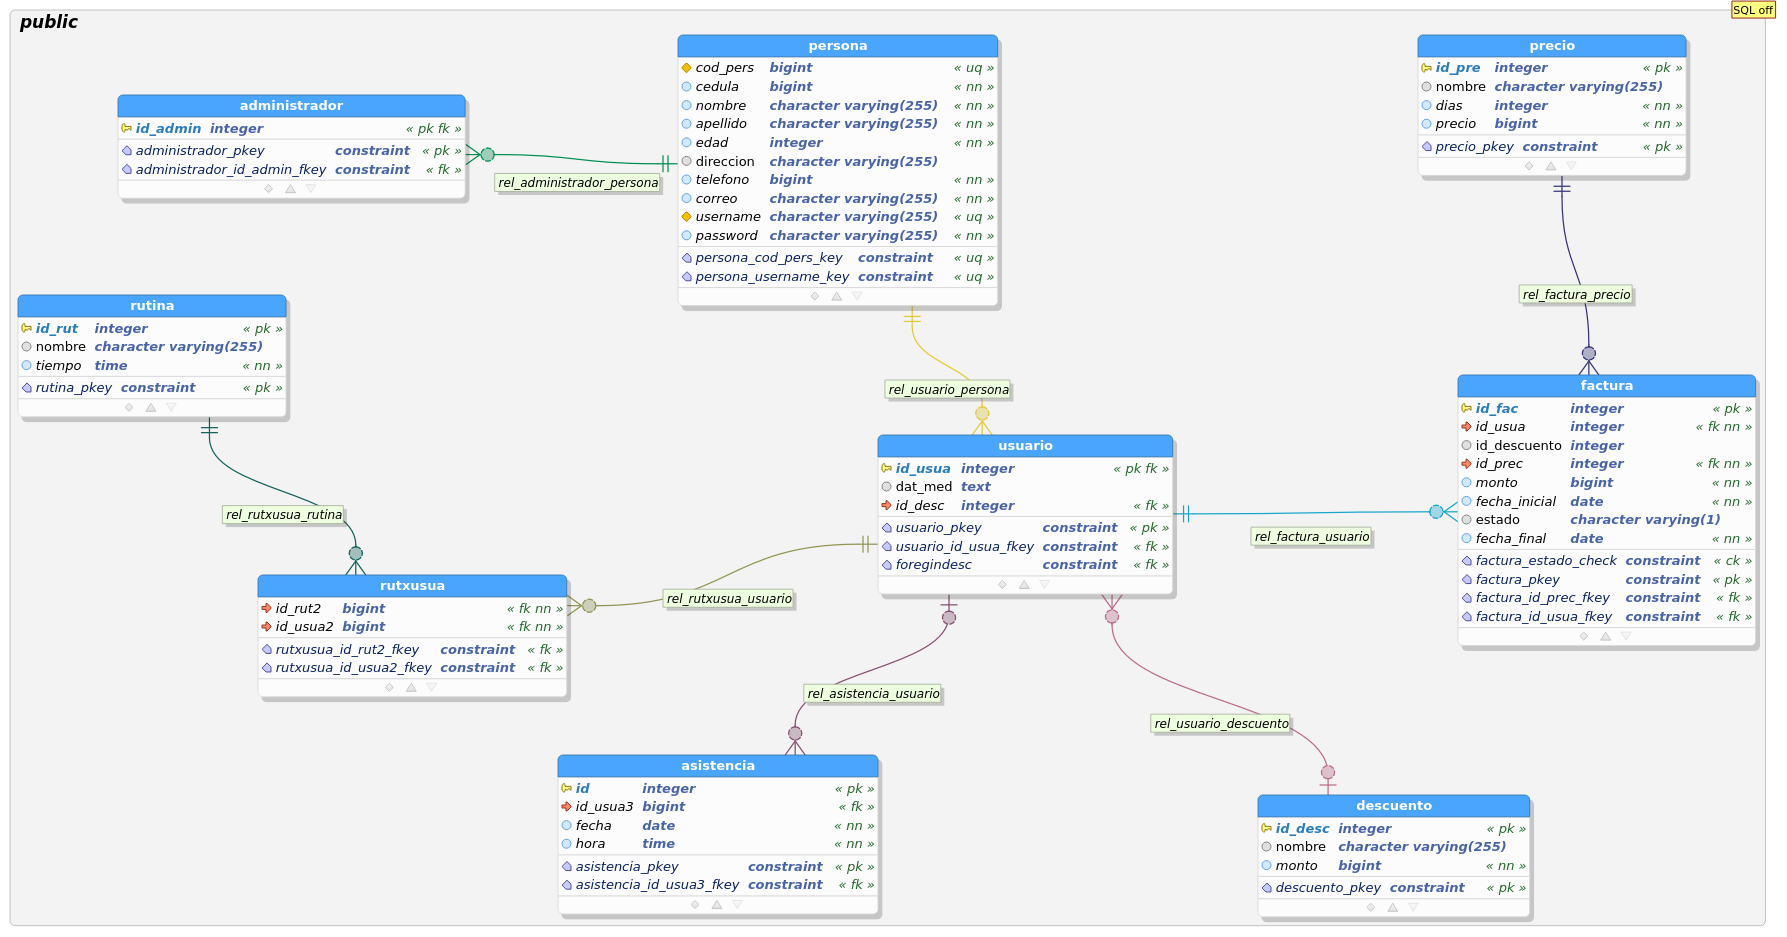 SQL off
public
persona
cod_pers bigint « uq »
cedula bigint « nn »
nombre character varying(255) « nn »
apellido character varying(255) « nn »
edad integer « nn »
direccion character varying(255)
telefono bigint « nn »
correo character varying(255) « nn »
username character varying(255) « uq »
password character varying(255) « nn »
persona_cod_pers_key constraint « uq »
persona_username_key constraint « uq »
precio
id_pre integer « pk »
nombre character varying(255)
dias integer « nn »
precio bigint « nn »
precio_pkey constraint « pk »
administrador
id_admin integer « pk fk »
administrador_pkey constraint « pk »
administrador_id_admin_fkey constraint « fk »
rel_administrador_persona
rel_factura_precio
rutina
id_rut integer « pk »
nombre character varying(255)
tiempo time « nn »
rutina_pkey constraint « pk »
rel_usuario_persona
factura
id_fac integer « pk »
id_usua integer « fk nn »
id_descuento integer
id_prec integer « fk nn »
monto bigint « nn »
fecha_inicial date « nn »
estado character varying(1)
fecha_final date « nn »
factura_estado_check constraint « ck »
factura_pkey constraint « pk »
factura_id_prec_fkey constraint « fk »
factura_id_usua_fkey constraint « fk »
usuario
id_usua integer « pk fk »
dat_med text
id_desc integer « fk »
usuario_pkey constraint « pk »
usuario_id_usua_fkey constraint « fk »
foregindesc constraint « fk »
rel_rutxusua_rutina
rel_factura_usuario
rutxusua
id_rut2 bigint « fk nn »
id_usua2 bigint « fk nn »
rutxusua_id_rut2_fkey constraint « fk »
rutxusua_id_usua2_fkey constraint « fk »
rel_rutxusua_usuario
rel_asistencia_usuario
rel_usuario_descuento
asistencia
id integer « pk »
id_usua3 bigint « fk »
fecha date « nn »
hora time « nn »
asistencia_pkey constraint « pk »
asistencia_id_usua3_fkey constraint « fk »
descuento
id_desc integer « pk »
nombre character varying(255)
monto bigint « nn »
descuento_pkey constraint « pk »